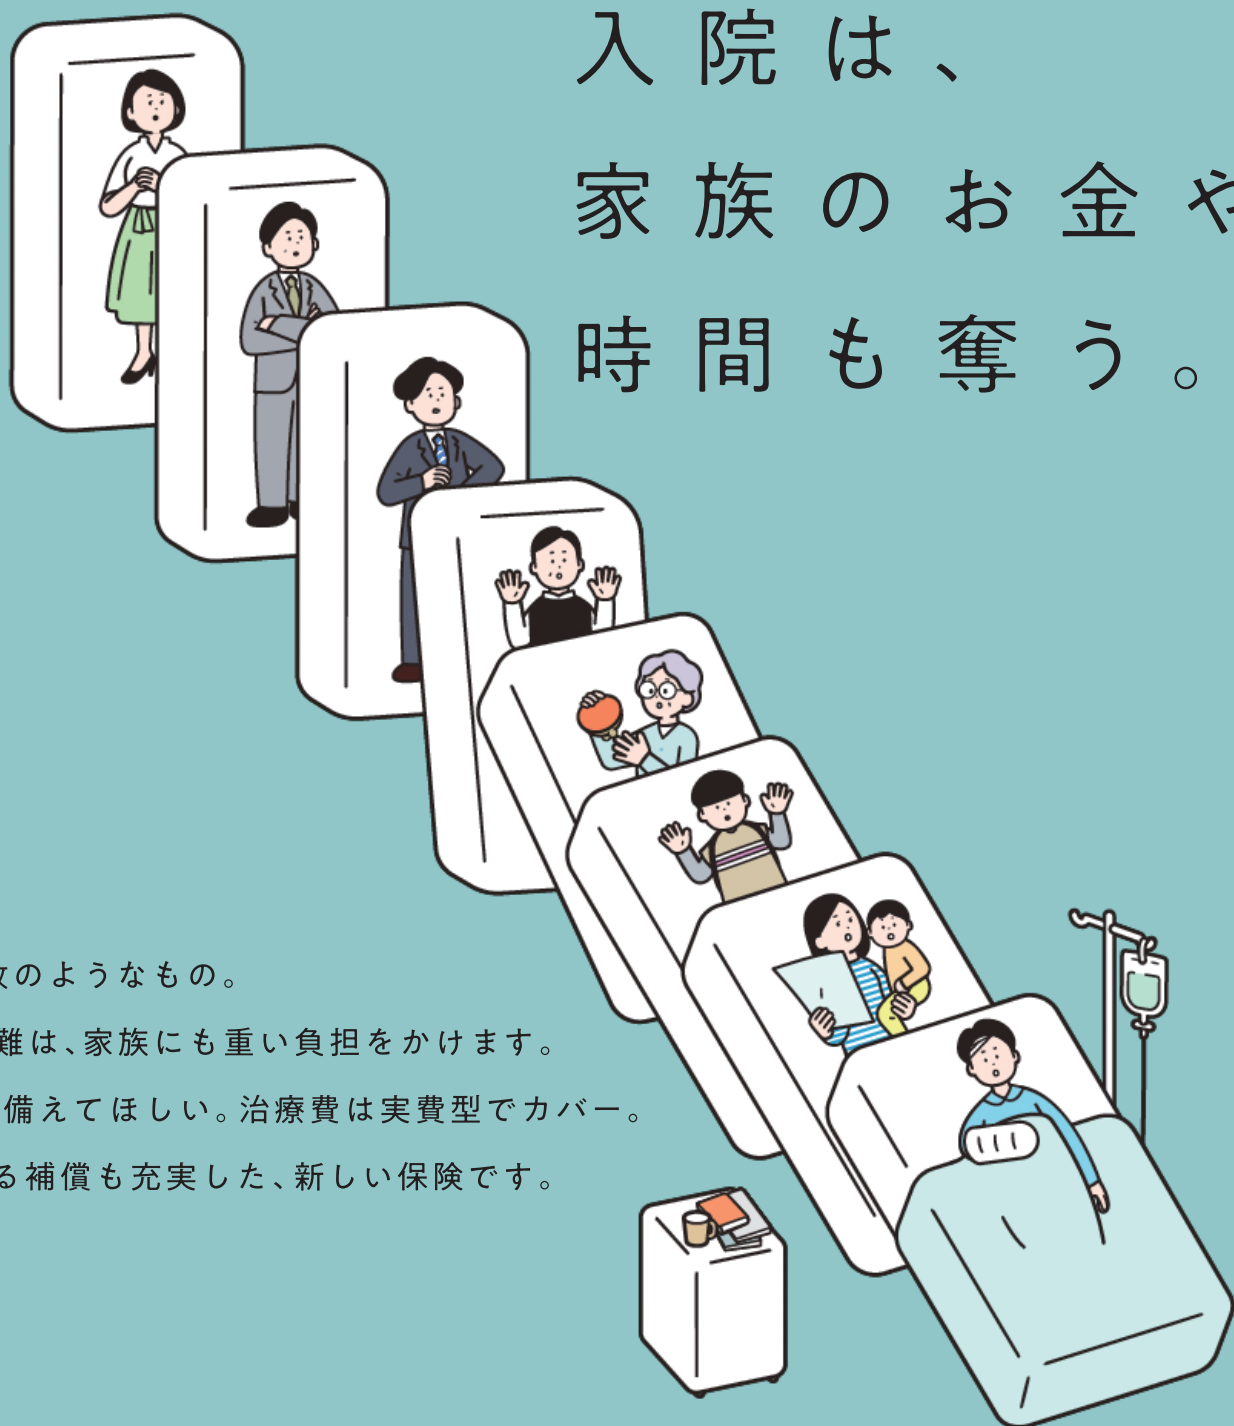 入院は、
家族のお金や
時間も奪う。
のようなもの。
難は、家族にも重い負担をかけます。
備えてほしい。治療費は実費型でカバー。
る補償も充実した、新しい保険です。